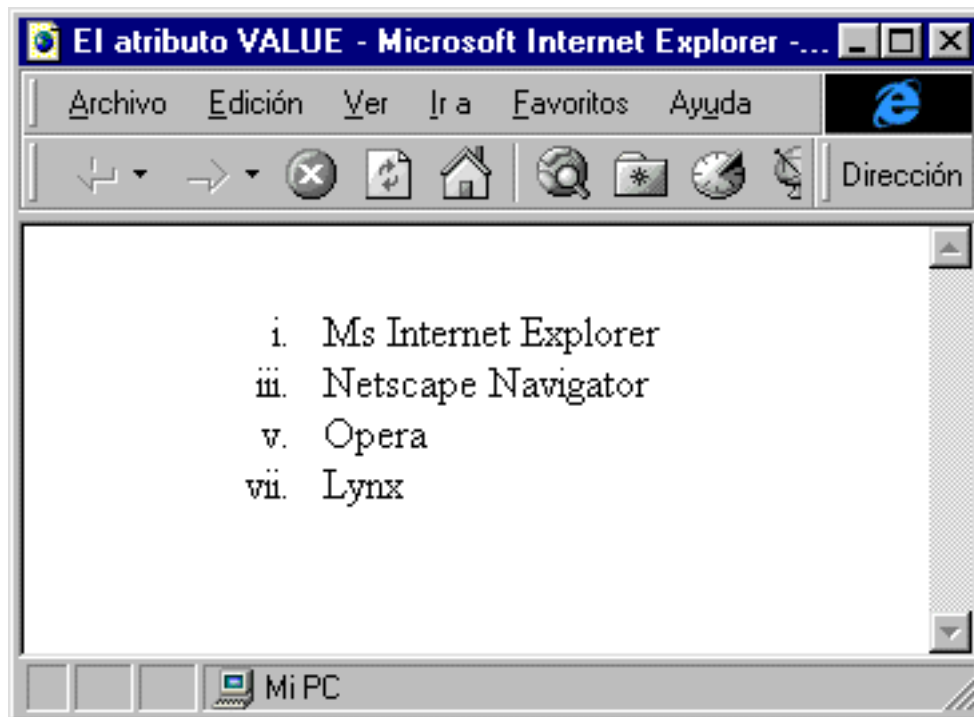 El atributo VALUE - Microsoft Internet Explorer -...
Archivo Edición Ver Ir a Favoritos Ayuda
Dirección
i. Ms Internet Explorer
iii. Netscape Navigator
v. Opera
vii. Lynx
Mi PC